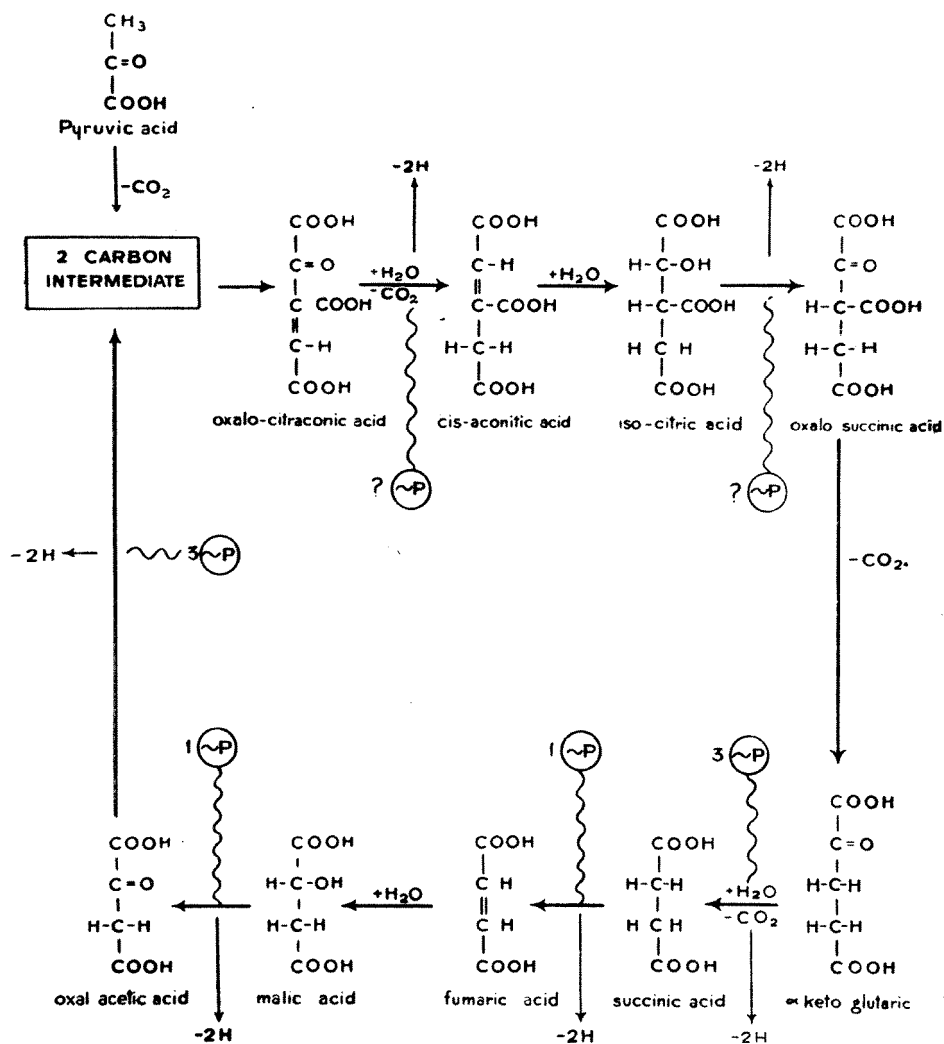 CH3
C=O
COOH
Pyruvic acid
-CO2
2 CARBON
INTERMEDIATE
COOH
C=O
C COOH
C-H
COOH
oxalo-citraconic acid
-2H
+H2O
-CO2
? ~P
COOH
C-H
C-COOH
H-C-H
COOH
cis-aconitic acid
+H2O
COOH
H-C-OH
H-C-COOH
H C H
COOH
iso-citric acid
-2H
? ~P
COOH
C=O
H-C-COOH
H-C-H
COOH
oxalo succinic acid
-2H
3 ~P
-CO2.
1 ~P
1 ~P
3 ~P
COOH
C=O
H-C-H
COOH
oxal acetic acid
-2H
COOH
H-C-OH
H-C-H
COOH
malic acid
+H2O
COOH
C H
C H
COOH
fumaric acid
-2H
COOH
H-C-H
H C H
COOH
succinic acid
+H2O
-CO2
-2H
COOH
C=O
H-C-H
H-C-H
COOH
∝ keto glutaric